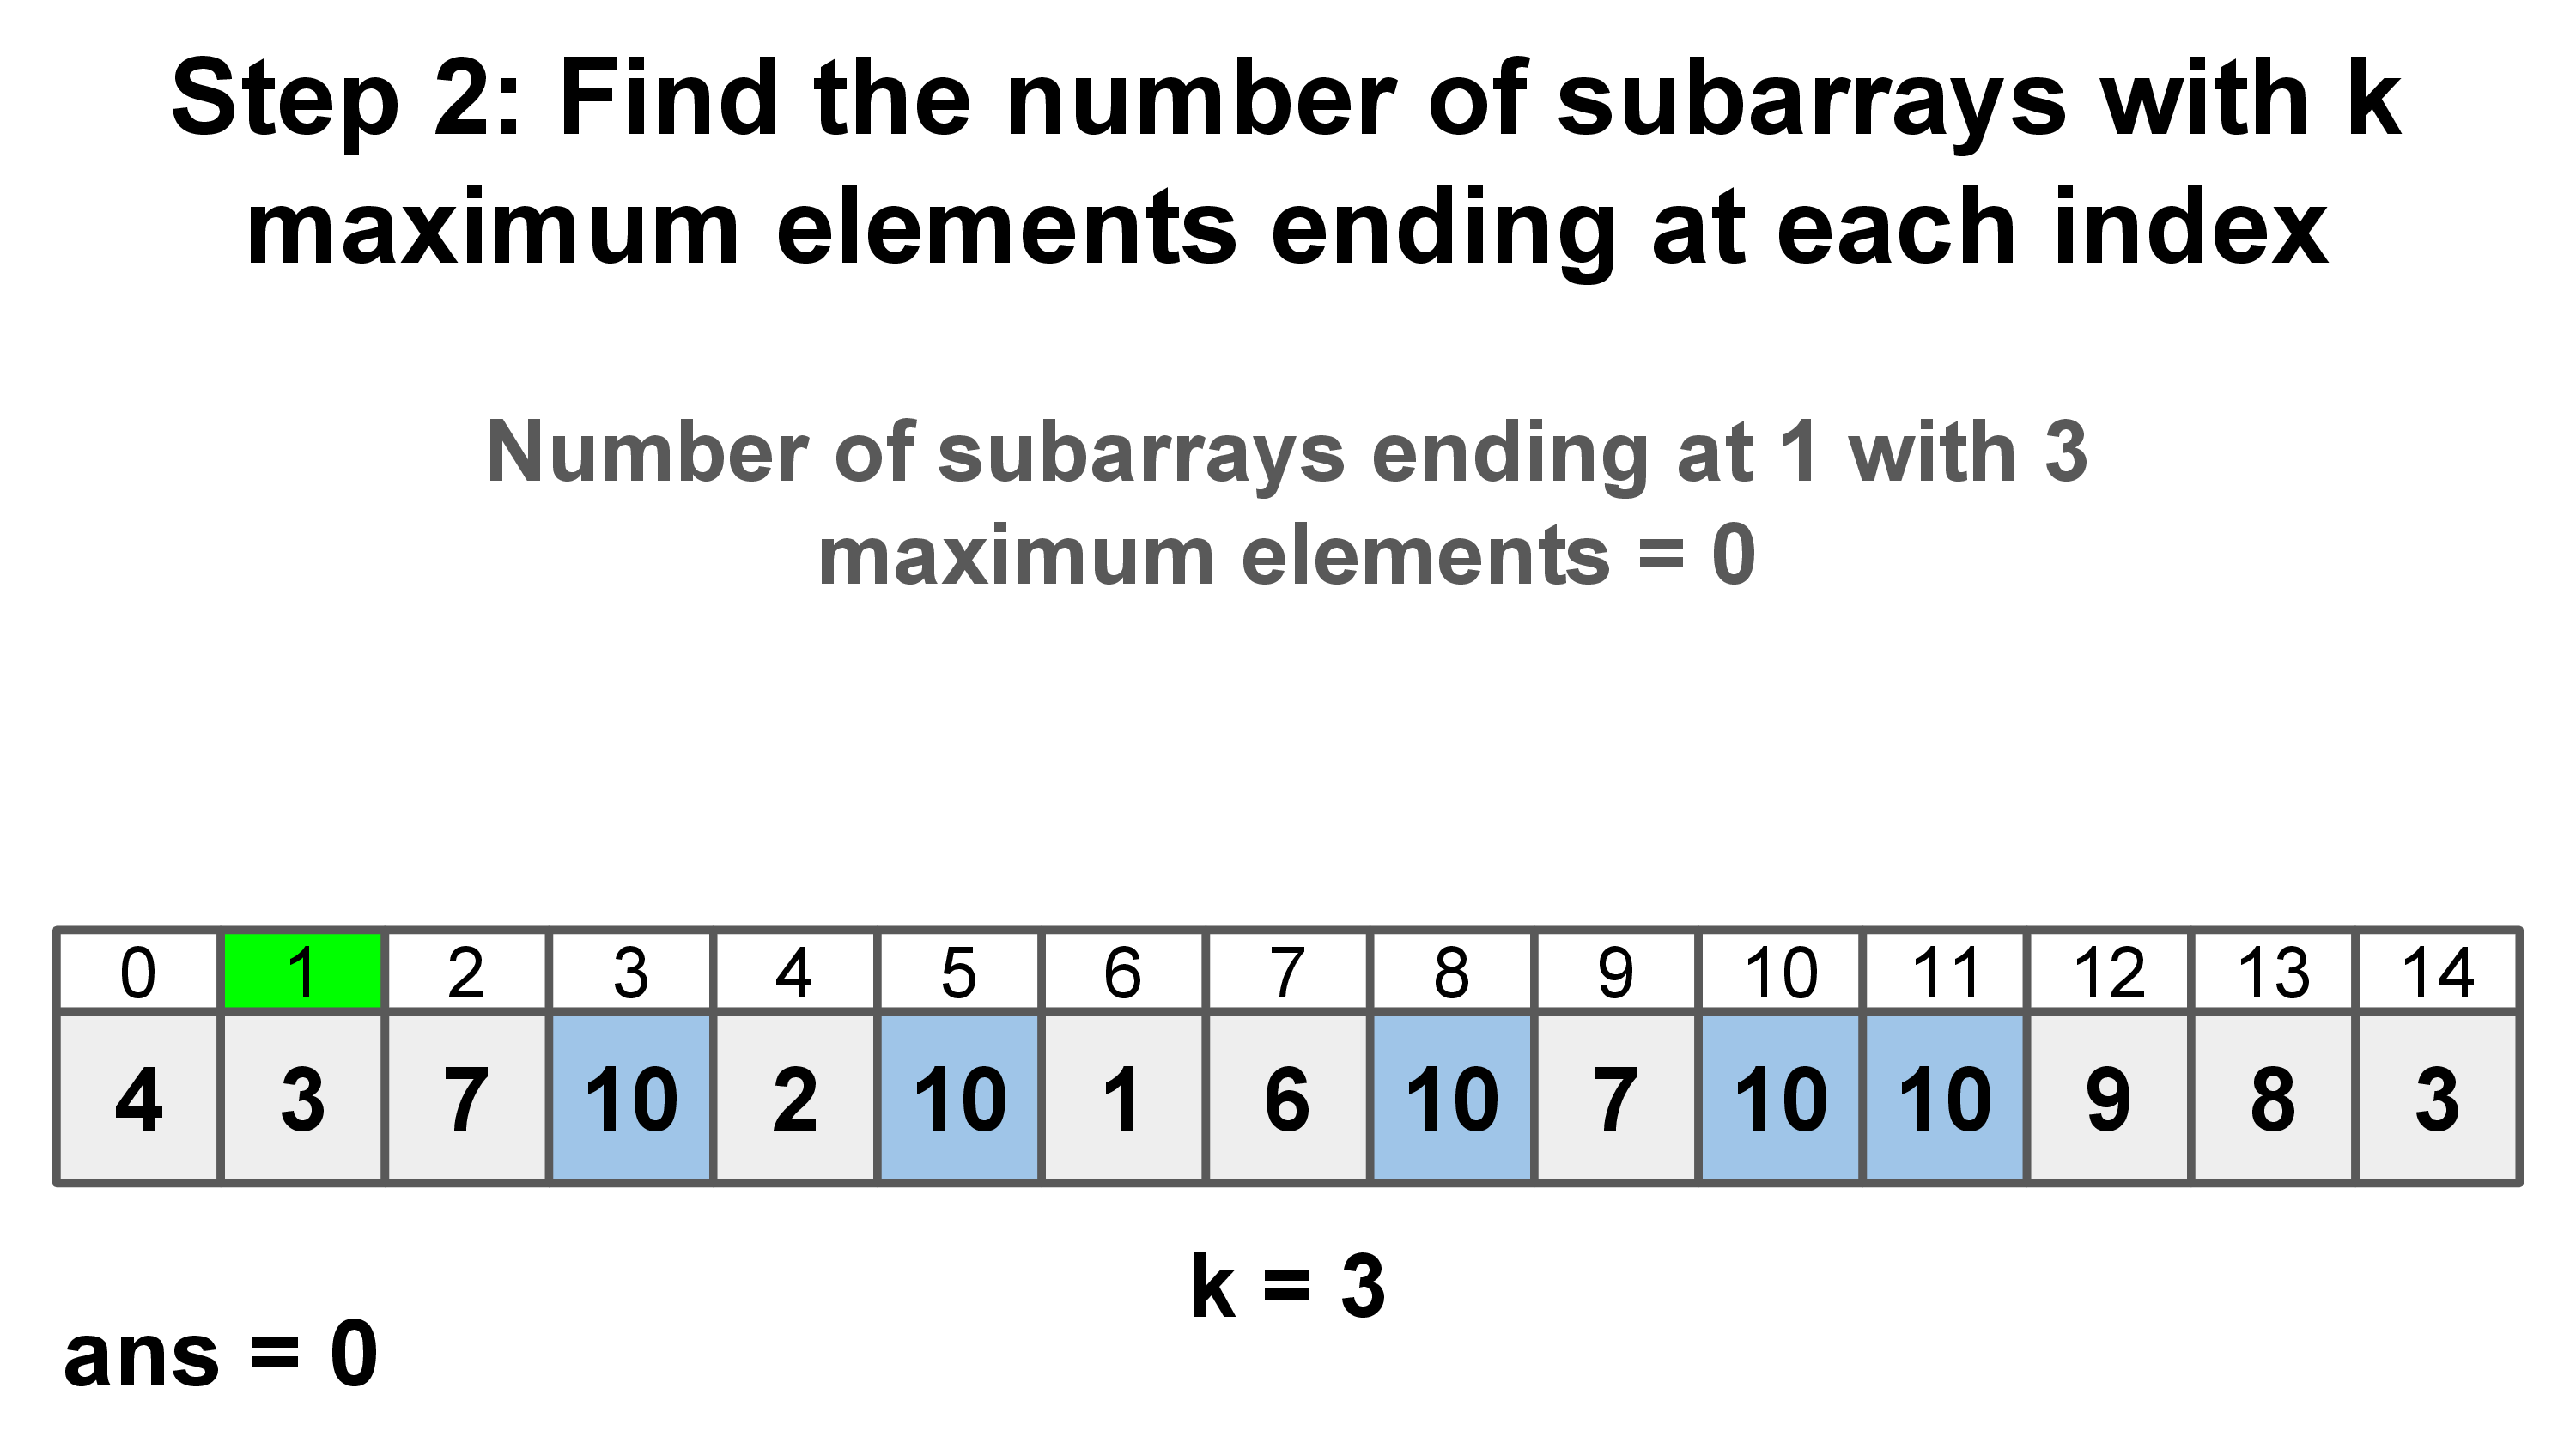 Step 2: Find the number of subarrays with k
maximum elements ending at each index
Number of subarrays ending at 1 with 3
maximum elements = 0
0 1 2 3 4 5 6 7 8 9 10 11 12 13 14
4 3 7 10 2 10 1 6 10 7 10 10 9 8 3
k = 3
ans = 0